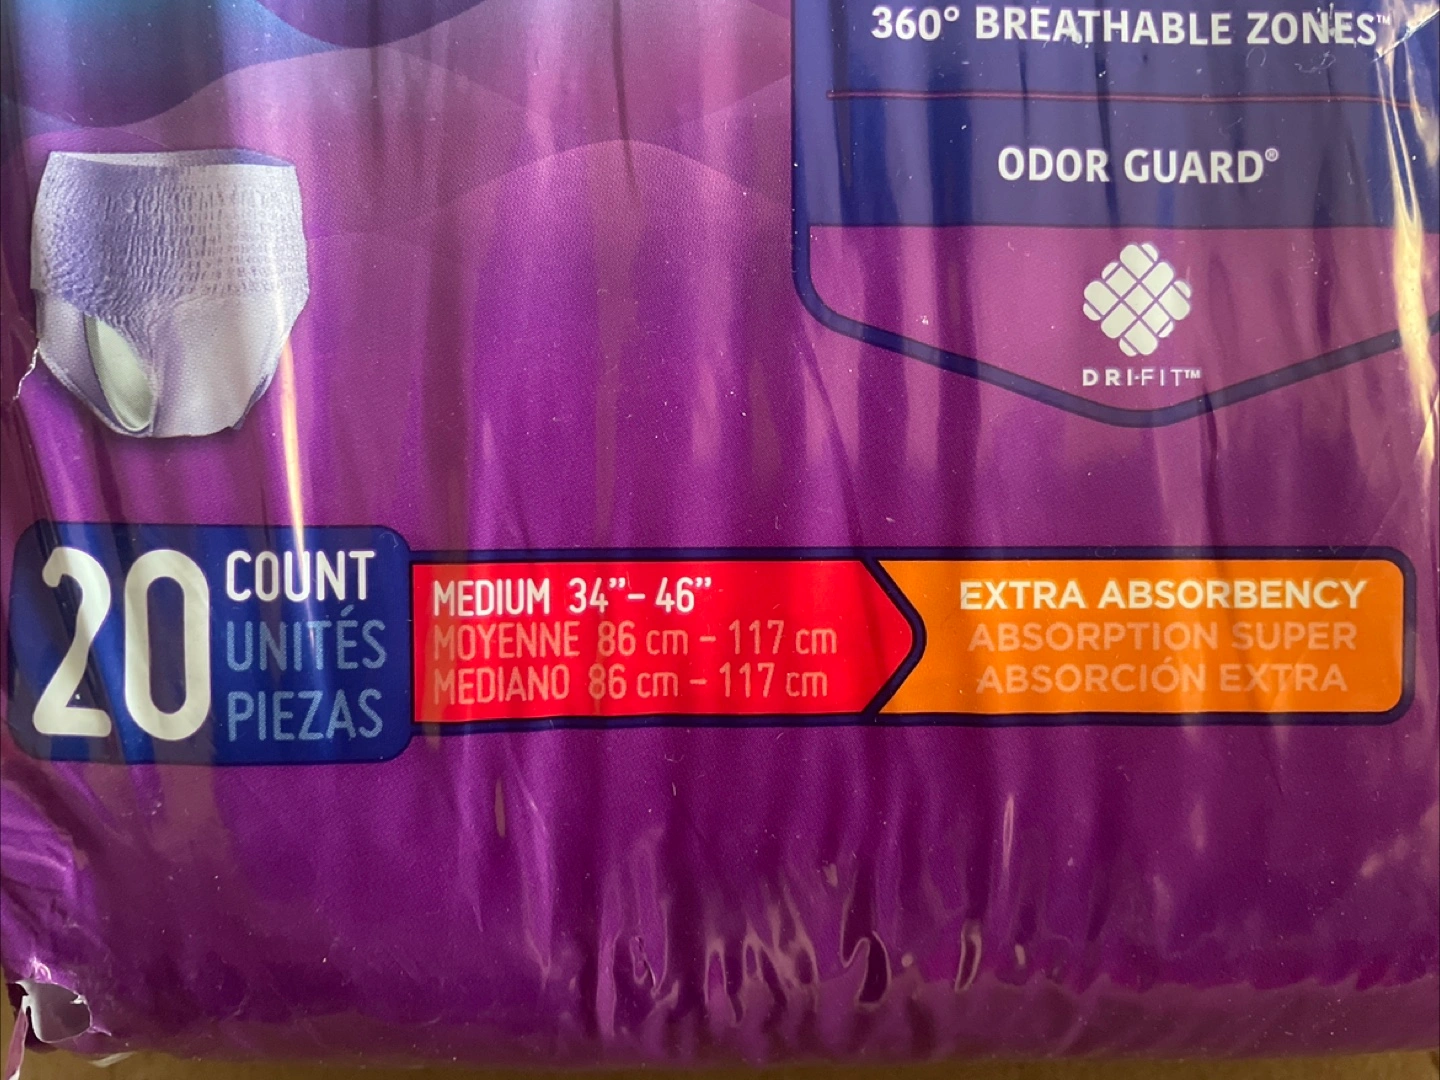 360° BREATHABLE ZONES™
ODOR GUARD®
DRI-FIT™
20 COUNT
UNITÉS
PIEZAS
MEDIUM 34”– 46”
MOYENNE 86 cm – 117 cm
MEDIANO 86 cm – 117 cm
EXTRA ABSORBENCY
ABSORPTION SUPER
ABSORCIÓN EXTRA